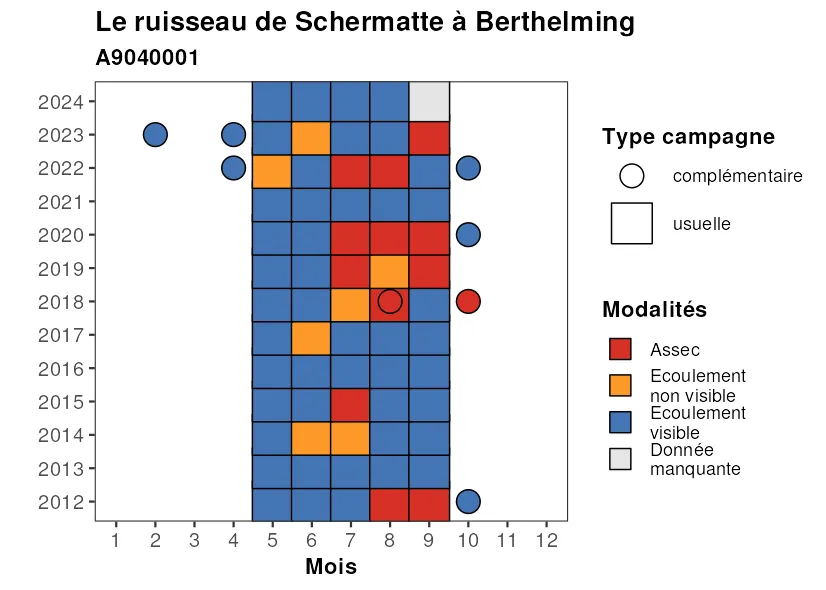 Le ruisseau de Schermatte à Berthelming
A9040001
2024
2023
2022
2021
2020
2019
2018
2017
2016
2015
2014
2013
2012
1 2 3 4 5 6 7 8 9 10 11 12
Mois
Type campagne
complémentaire
usuelle
Modalités
Assec
Ecoulement
non visible
Ecoulement
visible
Donnée
manquante